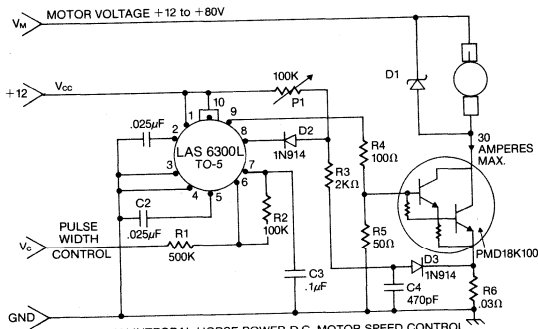 MOTOR VOLTAGE +12 to +80V
VM
D1
+12
VCC
100K
P1
10
1
9
.025µF
2
8
D2
1N914
30
AMPERES
MAX.
LAS 6300L
TO-5
R4
100Ω
3
7
4
5
6
R3
2KΩ
C2
.025µF
R2
100K
R5
50Ω
PULSE
WIDTH
CONTROL
VC
R1
500K
PMD18K100
D3
1N914
C3
.1µF
C4
470pF
R6
.03Ω
GND
INTEGRAL HORSE POWER D.C. MOTOR SPEED CONTROL